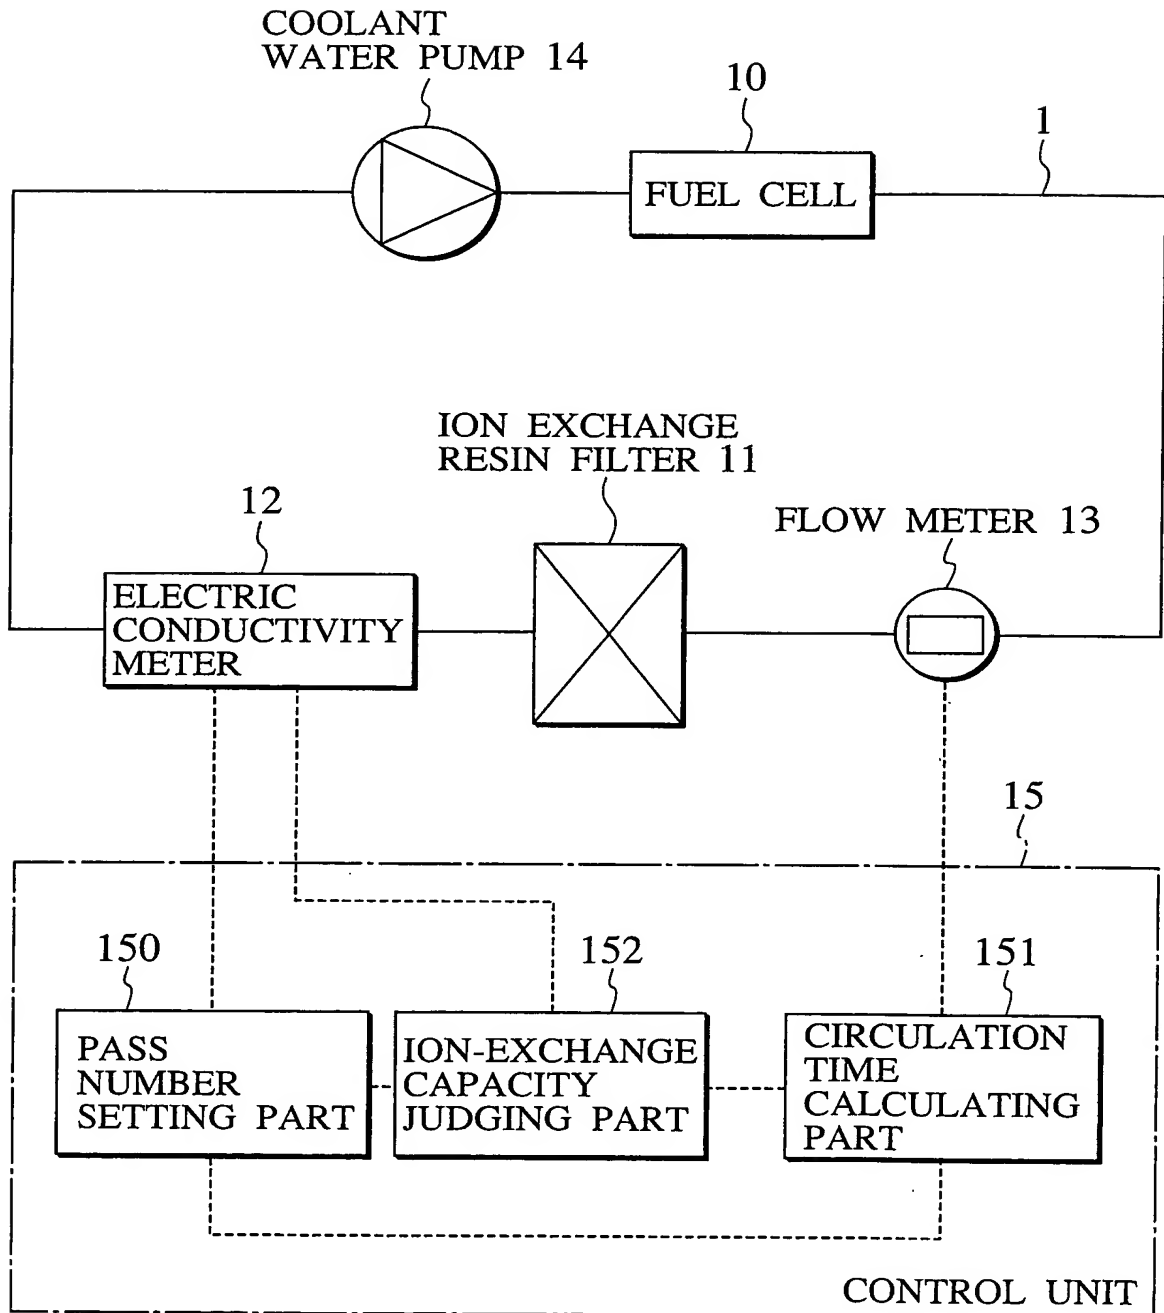 COOLANT
WATER PUMP 14
10
1
FUEL CELL
ION EXCHANGE
RESIN FILTER 11
12
FLOW METER 13
ELECTRIC
CONDUCTIVITY
METER
15
150
152
151
PASS
NUMBER
SETTING PART
ION-EXCHANGE
CAPACITY
JUDGING PART
CIRCULATION
TIME
CALCULATING
PART
CONTROL UNIT